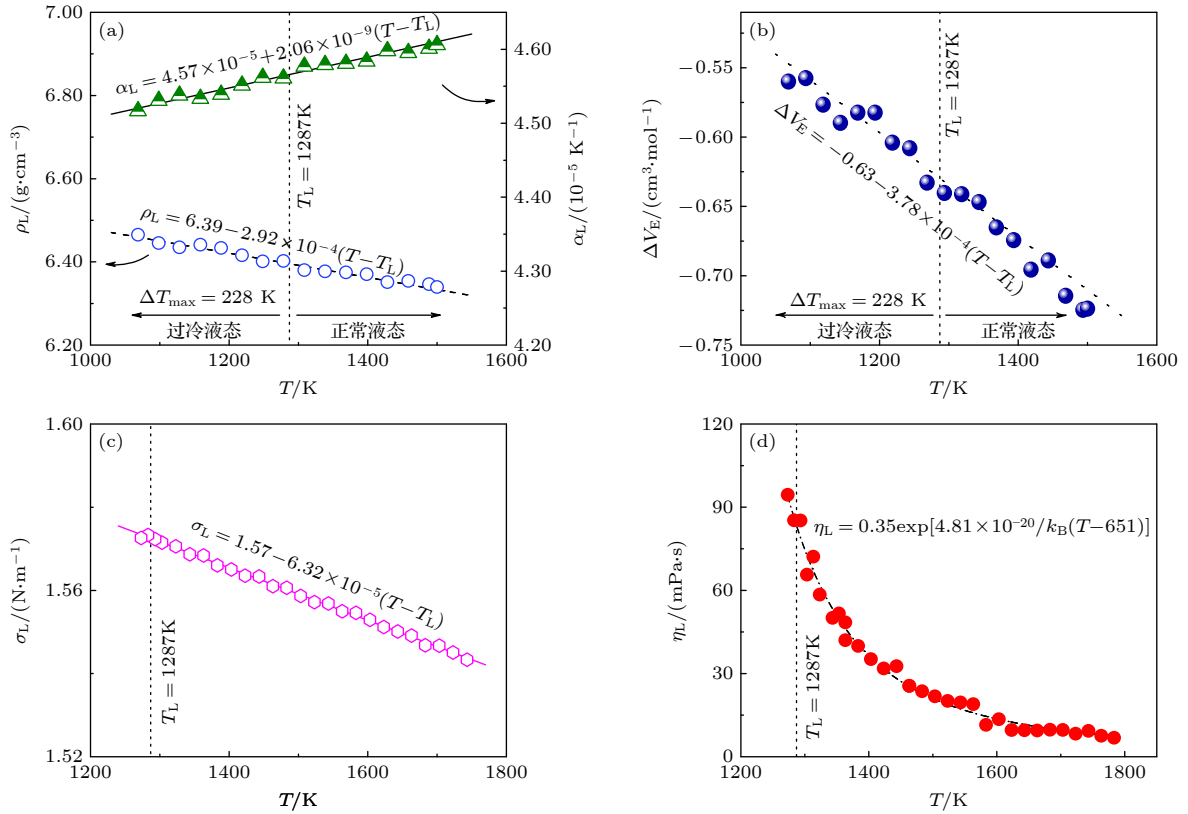 (a)
7.00
6.80
6.60
6.40
6.20
ρL/(g·cm−3)
4.60
4.50
4.40
4.30
4.20
αL/(10−5 K−1)
αL = 4.57×10−5+2.06×10−9(T−TL)
TL = 1287K
ρL = 6.39−2.92×10−4(T−TL)
ΔTmax = 228 K
过冷液态 正常液态
1000 1200 1400 1600
T/K
(b)
−0.55
−0.60
−0.65
−0.70
−0.75
ΔVE/(cm3·mol−1)
TL = 1287K
ΔVE = −0.63−3.78×10−4(T−TL)
ΔTmax = 228 K
过冷液态 正常液态
1000 1200 1400 1600
T/K
(c)
1.60
1.56
1.52
σL/(N·m−1)
σL = 1.57−6.32×10−5(T−TL)
TL = 1287K
1200 1400 1600 1800
T/K
(d)
120
90
60
30
0
ηL/(mPa·s)
ηL = 0.35exp[4.81×10−20/kB(T−651)]
TL = 1287K
1200 1400 1600 1800
T/K